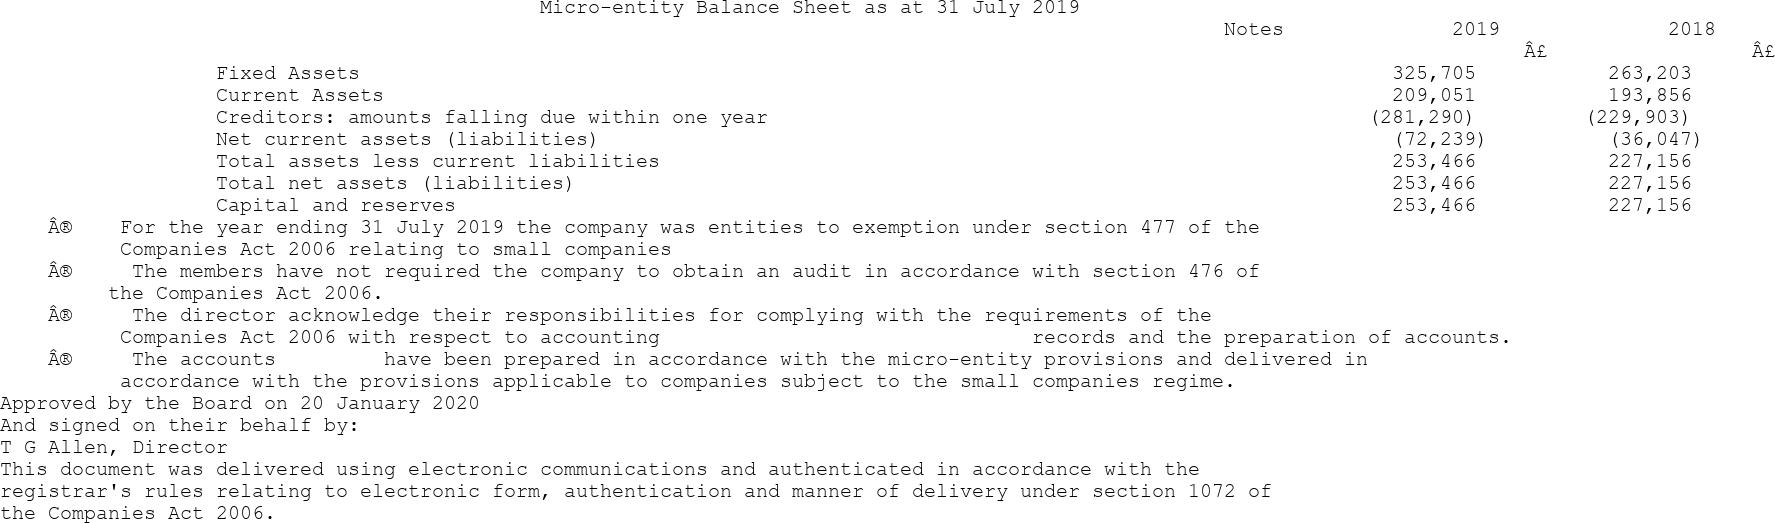 Micro-entity Balance Sheet as at 31 July 2019
Notes 2019 2018
Â£ Â£
Fixed Assets 325,705 263,203
Current Assets 209,051 193,856
Creditors: amounts falling due within one year (281,290) (229,903)
Net current assets (liabilities) (72,239) (36,047)
Total assets less current liabilities 253,466 227,156
Total net assets (liabilities) 253,466 227,156
Capital and reserves 253,466 227,156
Â® For the year ending 31 July 2019 the company was entities to exemption under section 477 of the
Companies Act 2006 relating to small companies
Â® The members have not required the company to obtain an audit in accordance with section 476 of
the Companies Act 2006.
Â® The director acknowledge their responsibilities for complying with the requirements of the
Companies Act 2006 with respect to accounting records and the preparation of accounts.
Â® The accounts have been prepared in accordance with the micro-entity provisions and delivered in
accordance with the provisions applicable to companies subject to the small companies regime.
Approved by the Board on 20 January 2020
And signed on their behalf by:
T G Allen, Director
This document was delivered using electronic communications and authenticated in accordance with the
registrar's rules relating to electronic form, authentication and manner of delivery under section 1072 of
the Companies Act 2006.